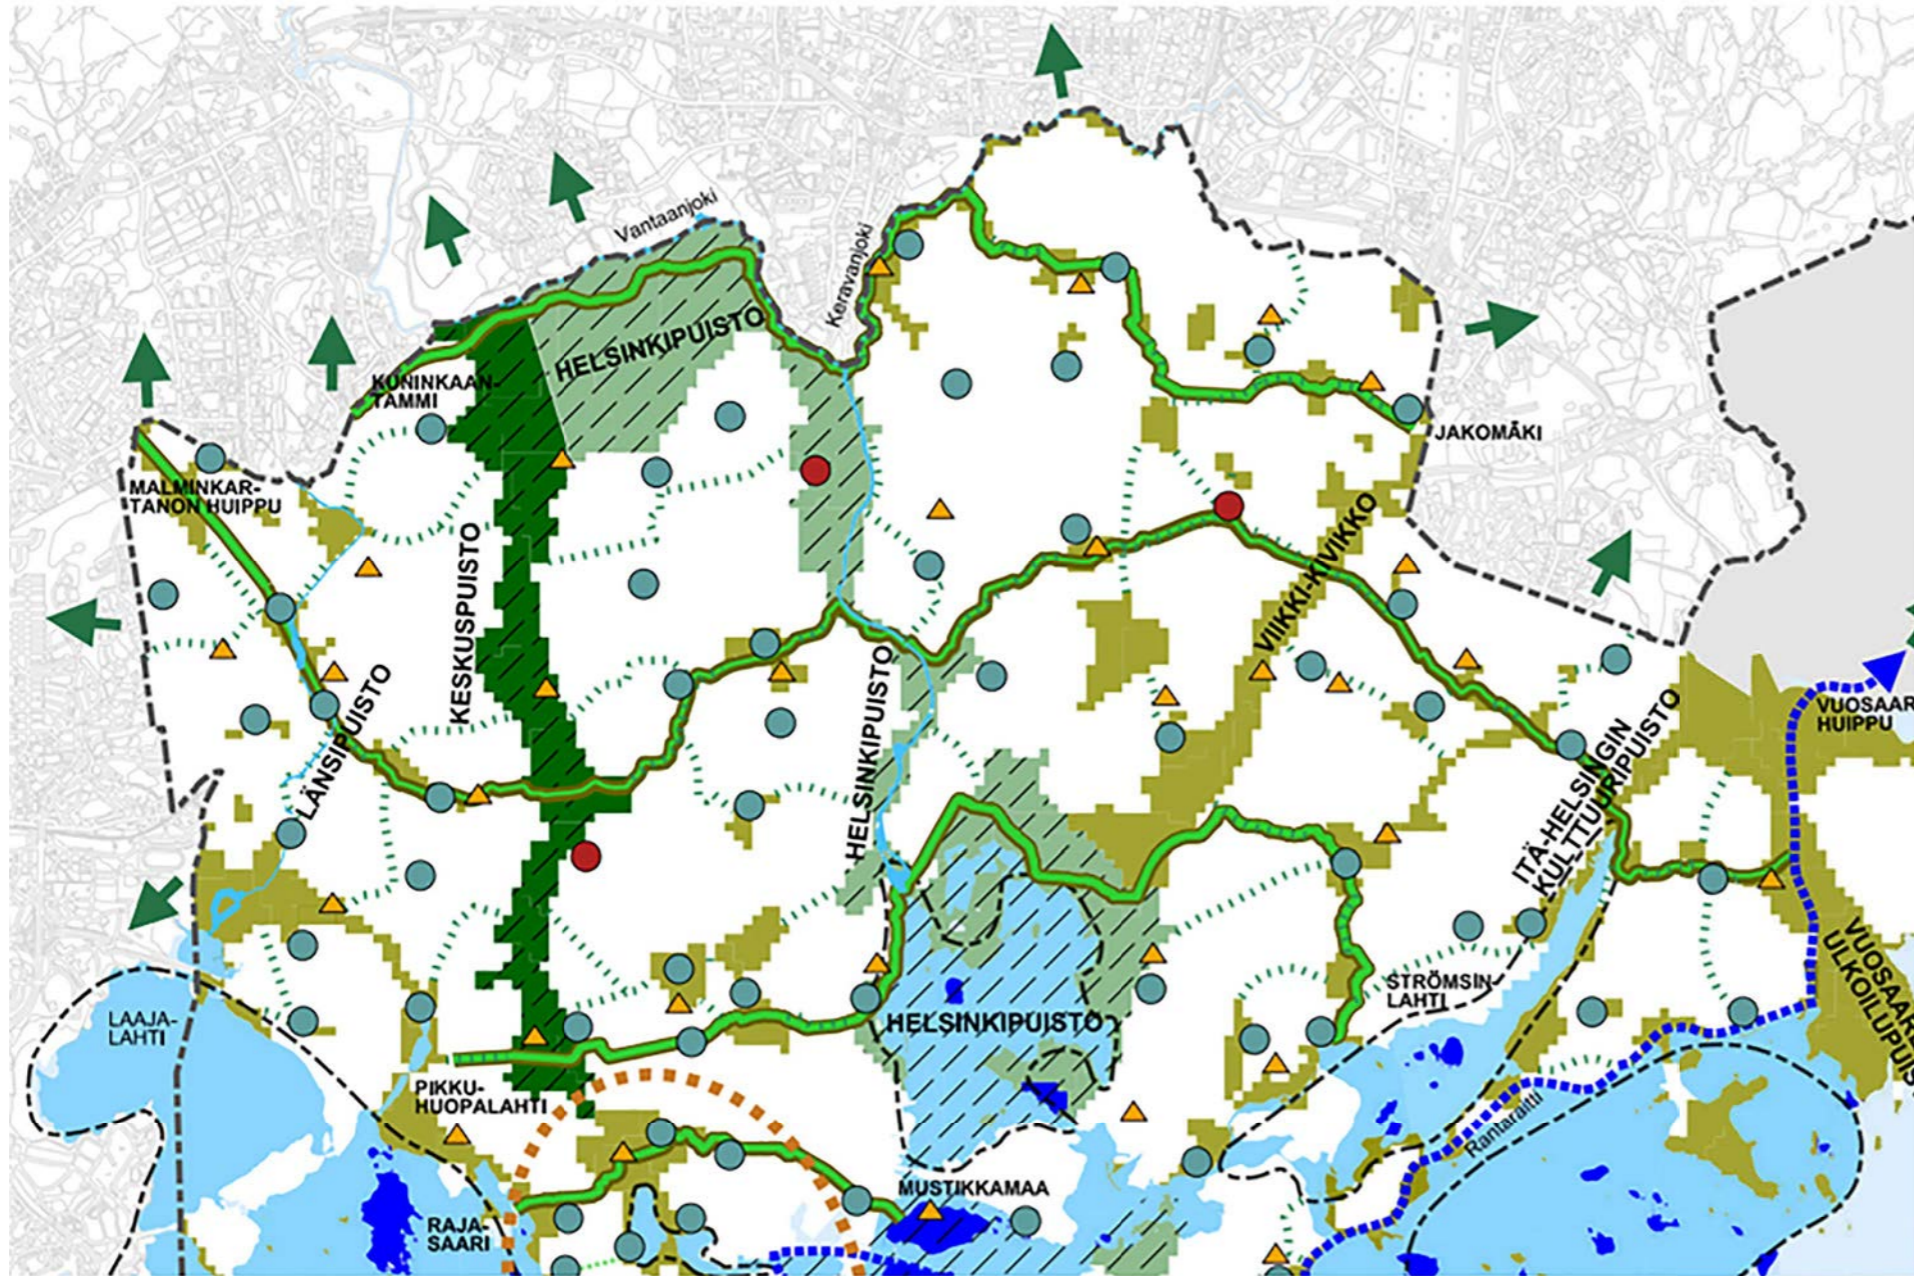 Vantaanjoki
Keravanjoki
HELSINKIPUISTO
KUNINKAAN-
TAMMI
JAKOMÄKI
MALMINKAR-
TANON HUIPPU
KESKUSPUISTO
VIIKKI-KIVIKKO
LÄNSIPUISTO
HELSINKIPUISTO
VUOSAAR
HUIPPU
ITÄ-HELSINGIN
KULTTUURIPUISTO
VUOSAARE
ULKOILUPUIS
STRÖMSIN-
LAHTI
LAAJA-
LAHTI
HELSINKIPUISTO
PIKKU-
HUOPALAHTI
Rantaraitti
MUSTIKKAMAA
RAJA-
SAARI